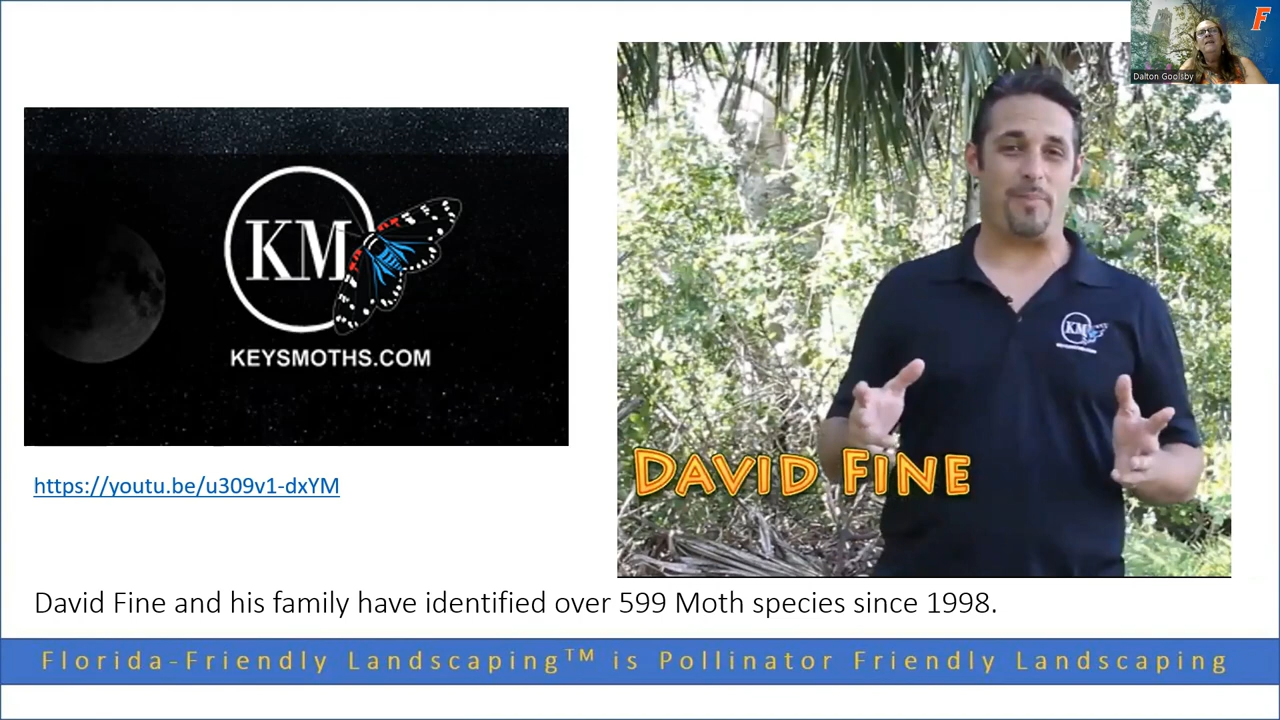 F
Dalton Goolsby
KM
KEYSMOTHS.COM
KM
DAVID FINE
https://youtu.be/u309v1-dxYM
David Fine and his family have identified over 599 Moth species since 1998.
Florida-Friendly Landscaping™ is Pollinator Friendly Landscaping